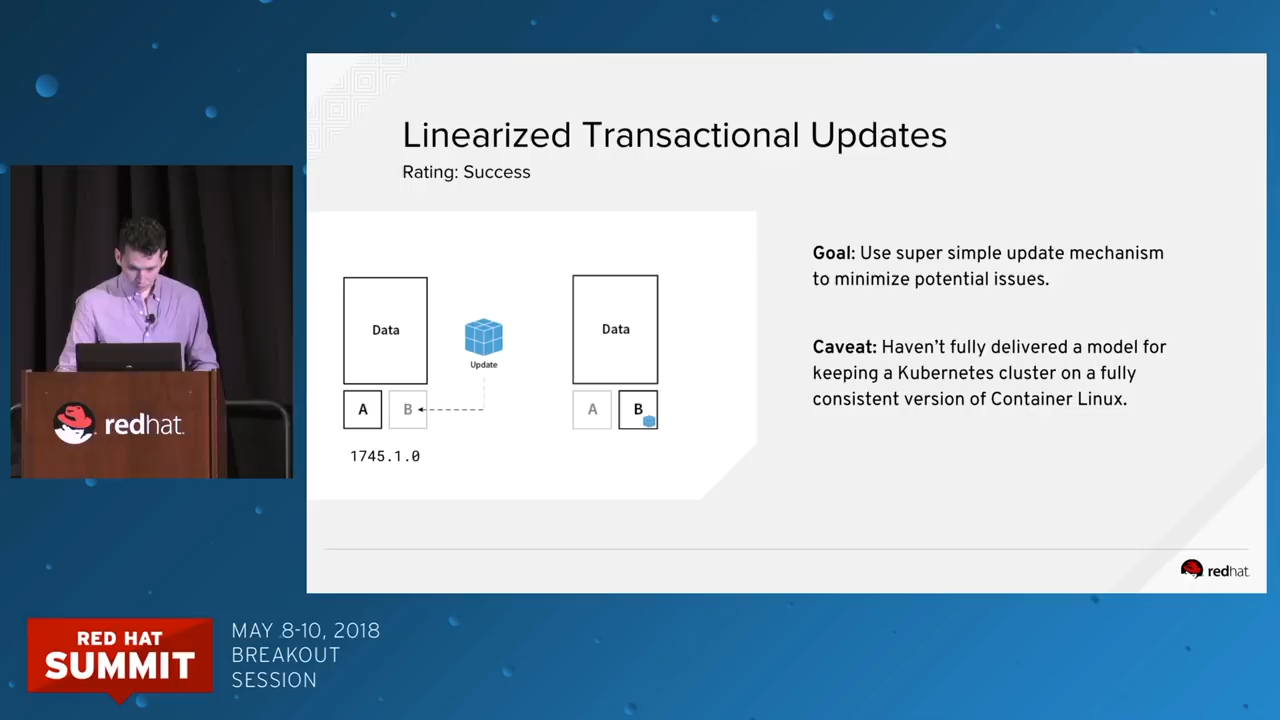 Linearized Transactional Updates
Rating: Success
Data
Update
A
B
1745.1.0
Data
A
B
Goal: Use super simple update mechanism
to minimize potential issues.
Caveat: Haven't fully delivered a model for
keeping a Kubernetes cluster on a fully
consistent version of Container Linux.
redhat.
redhat.
RED HAT
SUMMIT
MAY 8-10, 2018
BREAKOUT
SESSION